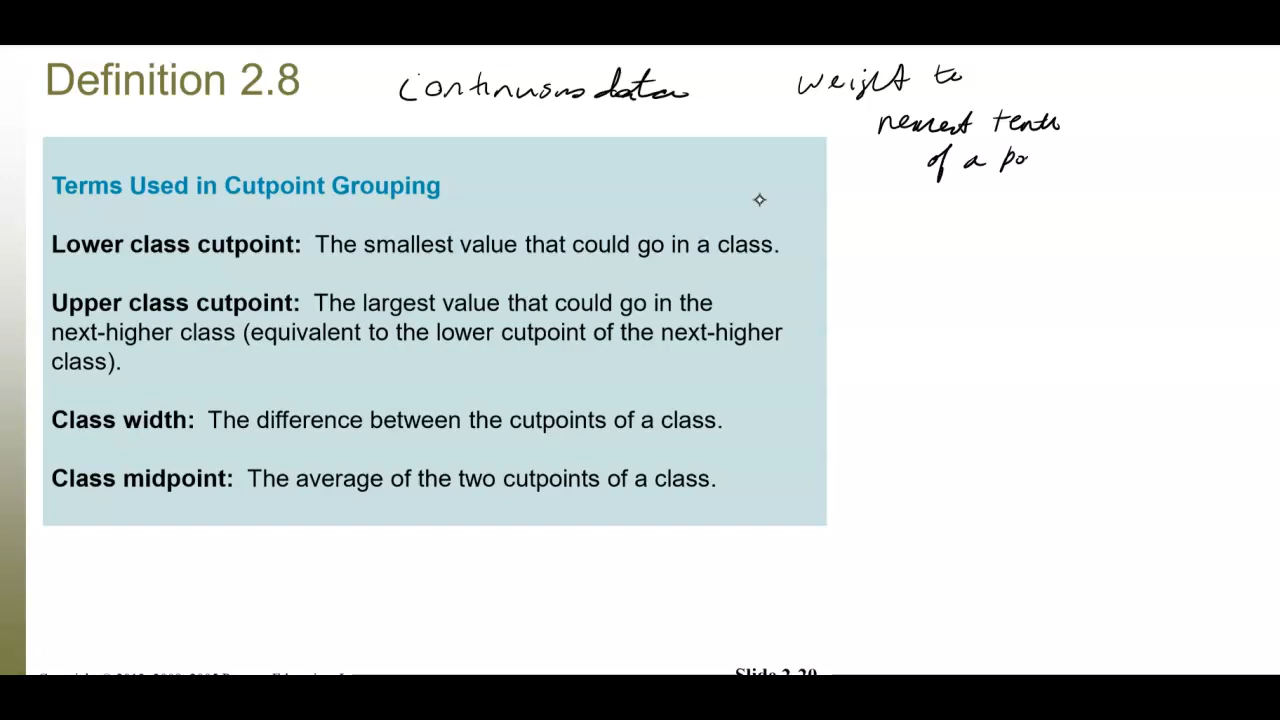 Definition 2.8
continuous data
weight to
nearest tenth
of a po
Terms Used in Cutpoint Grouping
Lower class cutpoint: The smallest value that could go in a class.
Upper class cutpoint: The largest value that could go in the
next-higher class (equivalent to the lower cutpoint of the next-higher
class).
Class width: The difference between the cutpoints of a class.
Class midpoint: The average of the two cutpoints of a class.
Slide 2-20